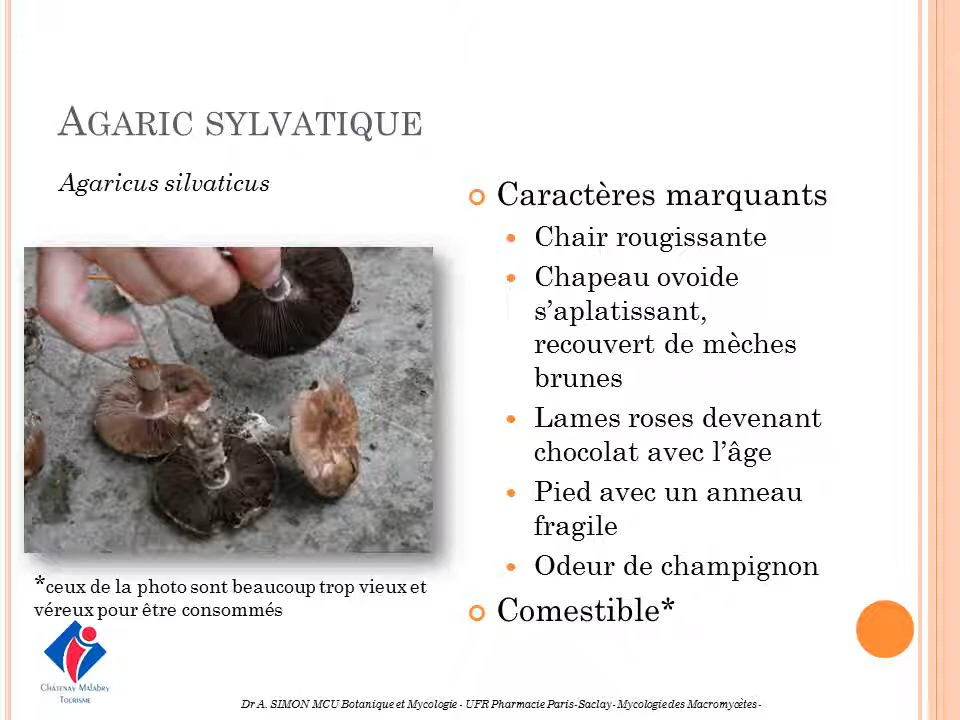 AGARIC SYLVATIQUE
Agaricus silvaticus
Caractères marquants
Chair rougissante
Chapeau ovoide
s’aplatissant,
recouvert de mèches
brunes
Lames roses devenant
chocolat avec l’âge
Pied avec un anneau
fragile
Odeur de champignon
Comestible*
*ceux de la photo sont beaucoup trop vieux et
véreux pour être consommés
Châtenay Malabry
Tourisme
Dr A. SIMON MCU Botanique et Mycologie - UFR Pharmacie Paris-Saclay- Mycologie des Macromycètes -